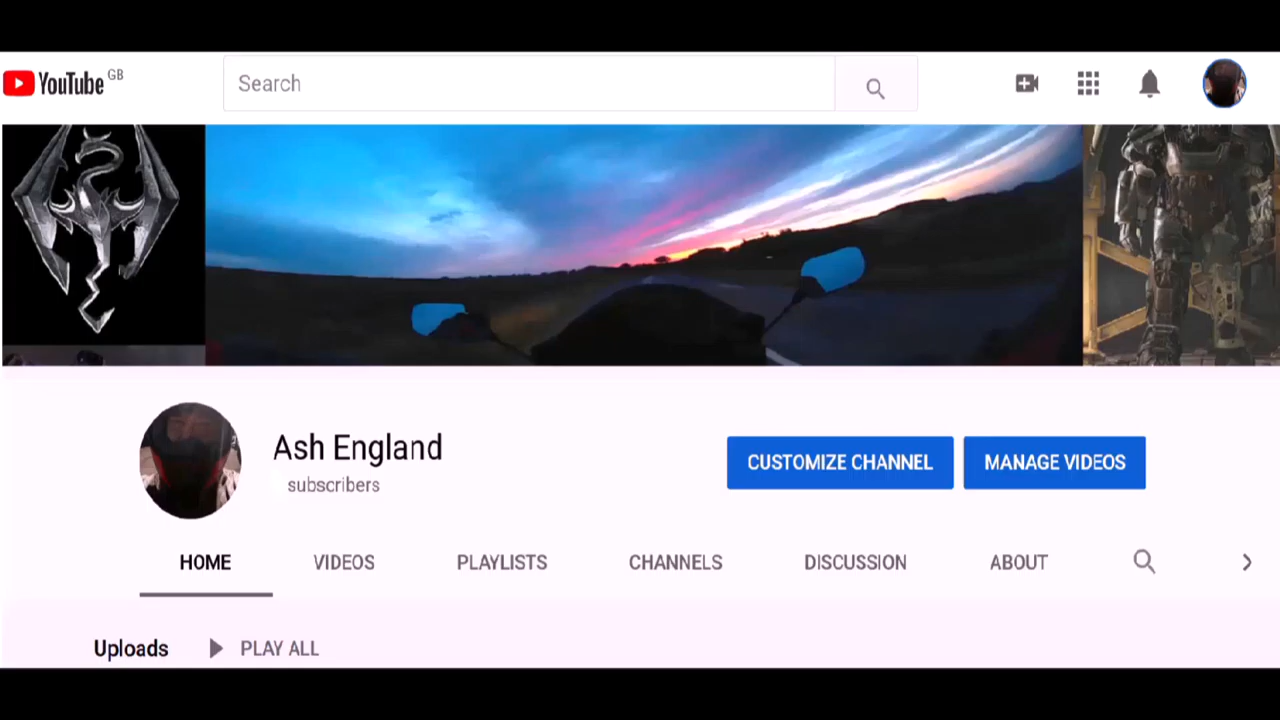 YouTube GB
Search
Ash England
subscribers
CUSTOMIZE CHANNEL
MANAGE VIDEOS
HOME VIDEOS PLAYLISTS CHANNELS DISCUSSION ABOUT
Uploads PLAY ALL